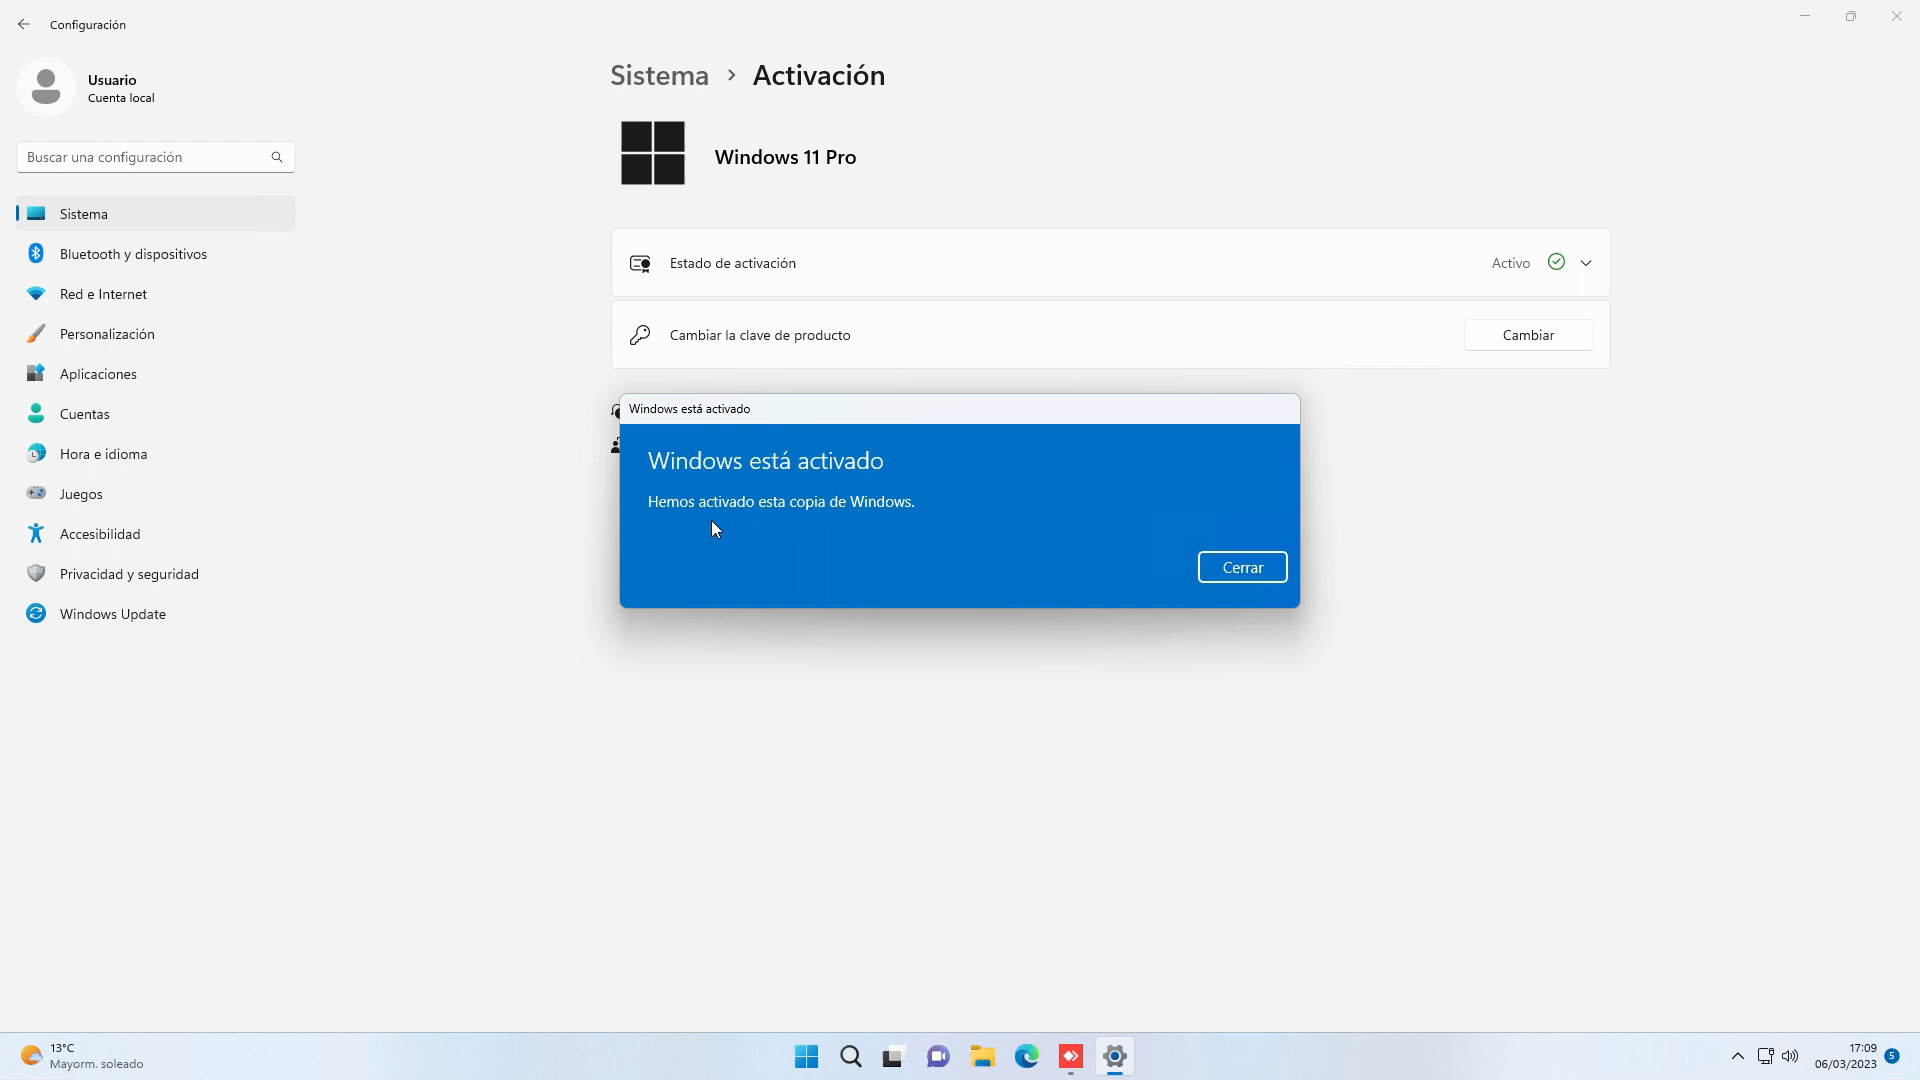 Configuración
Usuario
Cuenta local
Buscar una configuración
Sistema
Bluetooth y dispositivos
Red e Internet
Personalización
Aplicaciones
Cuentas
Hora e idioma
Juegos
Accesibilidad
Privacidad y seguridad
Windows Update
Sistema > Activación
Windows 11 Pro
Estado de activación
Activo
Cambiar la clave de producto
Cambiar
Windows está activado
Windows está activado
Hemos activado esta copia de Windows.
Cerrar
13°C
Mayorm. soleado
17:09
06/03/2023
5